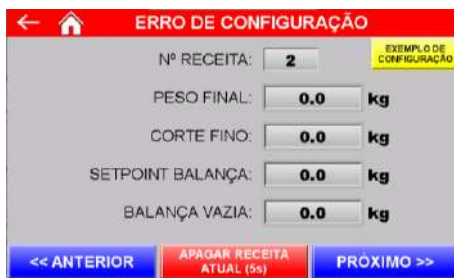 ERRO DE CONFIGURAÇÃO
Nº RECEITA: 2
EXEMPLO DE
CONFIGURAÇÃO
PESO FINAL: 0.0 kg
CORTE FINO: 0.0 kg
SETPOINT BALANÇA: 0.0 kg
BALANÇA VAZIA: 0.0 kg
<< ANTERIOR
APAGAR RECEITA
ATUAL (5s)
PRÓXIMO >>